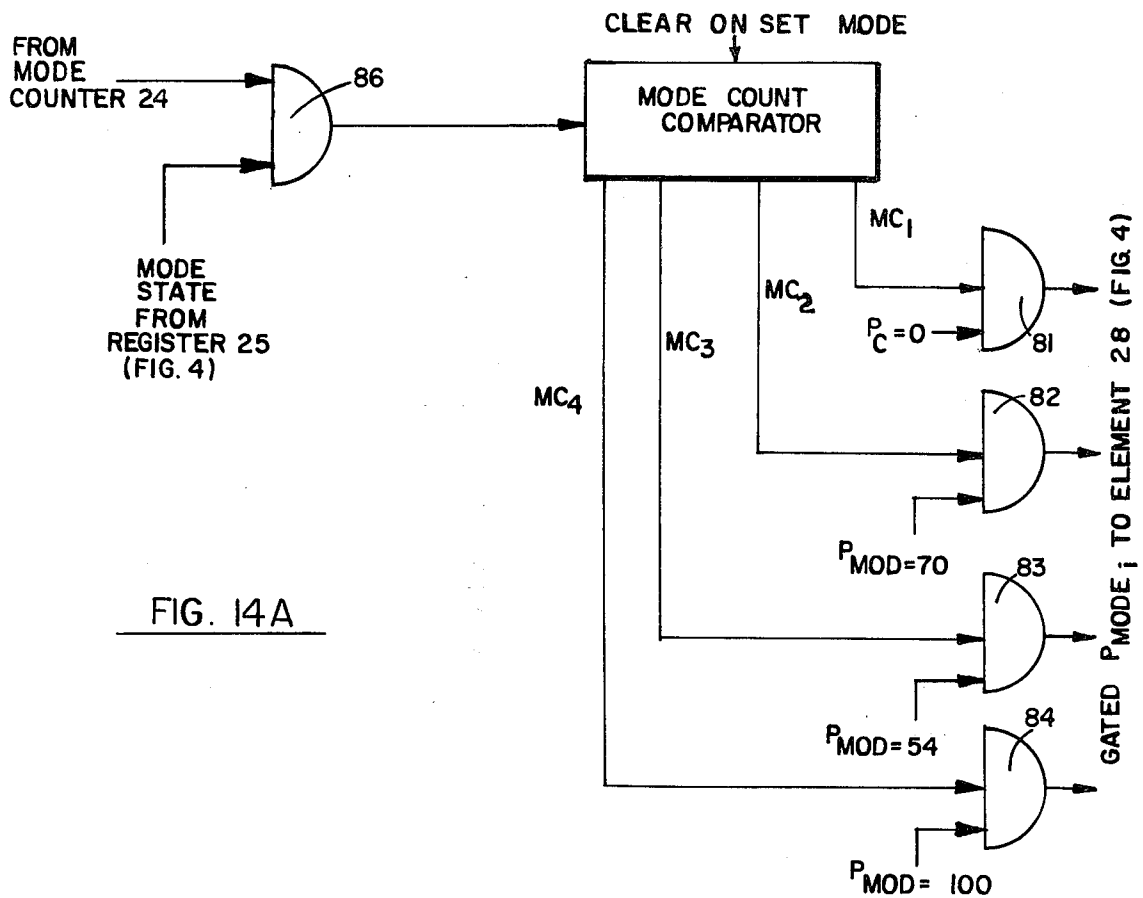 CLEAR ON SET MODE
FROM
MODE
COUNTER 24
86
MODE COUNT
COMPARATOR
MODE
STATE
FROM
REGISTER 25
(FIG. 4)
MC1
MC2
MC3
MC4
PC=0
81
82
PMOD=70
83
PMOD=54
84
PMOD= 100
GATED PMODEi TO ELEMENT 28 (FIG. 4)
FIG. 14A